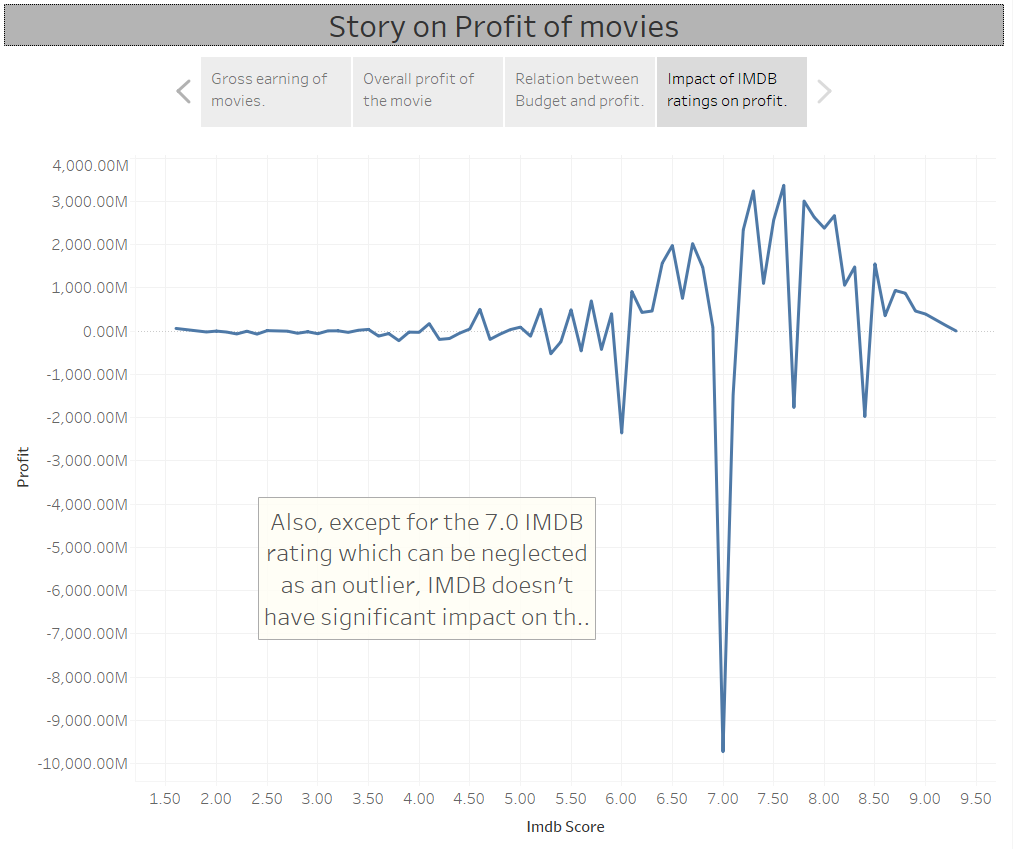 Story on Profit of movies
Gross earning of
movies.
Overall profit of
the movie
Relation between
Budget and profit.
Impact of IMDB
ratings on profit.
4,000.00M
3,000.00M
2,000.00M
1,000.00M
0.00M
-1,000.00M
-2,000.00M
-3,000.00M
-4,000.00M
-5,000.00M
-6,000.00M
-7,000.00M
-8,000.00M
-9,000.00M
-10,000.00M
Profit
Also, except for the 7.0 IMDB
rating which can be neglected
as an outlier, IMDB doesn't
have significant impact on th..
1.50 2.00 2.50 3.00 3.50 4.00 4.50 5.00 5.50 6.00 6.50 7.00 7.50 8.00 8.50 9.00 9.50
Imdb Score